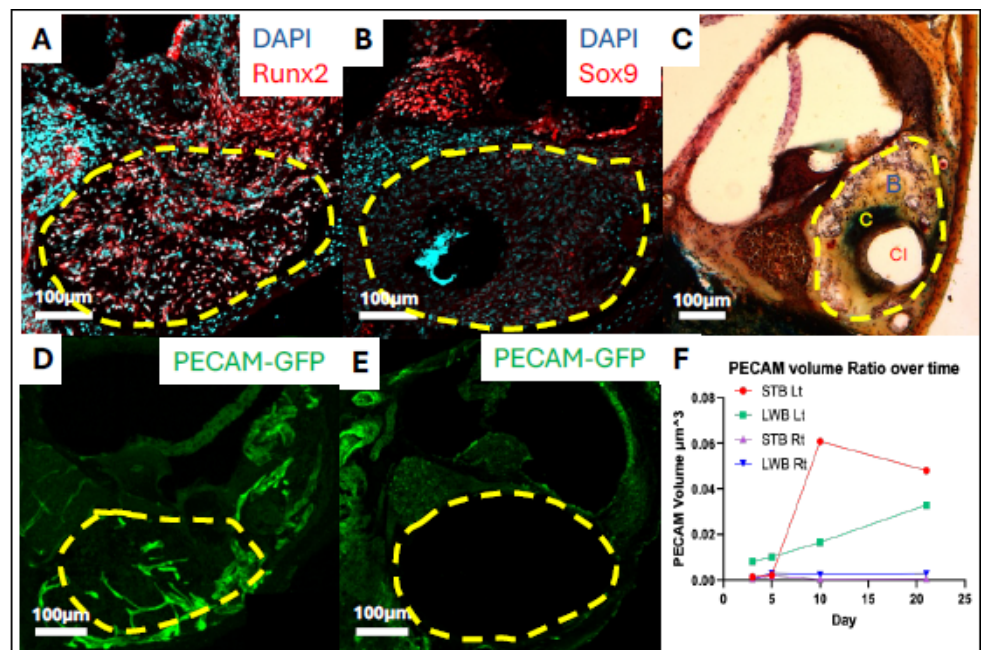 A
DAPI
Runx2
100µm
B
DAPI
Sox9
100µm
C
B
C
CI
100µm
D
PECAM-GFP
100µm
E
PECAM-GFP
100µm
F
PECAM volume Ratio over time
STB Lt
LWB Lt
STB Rt
LWB Rt
PECAM Volume µm^3
0.08
0.06
0.04
0.02
0.00
0 5 10 15 20 25
Day